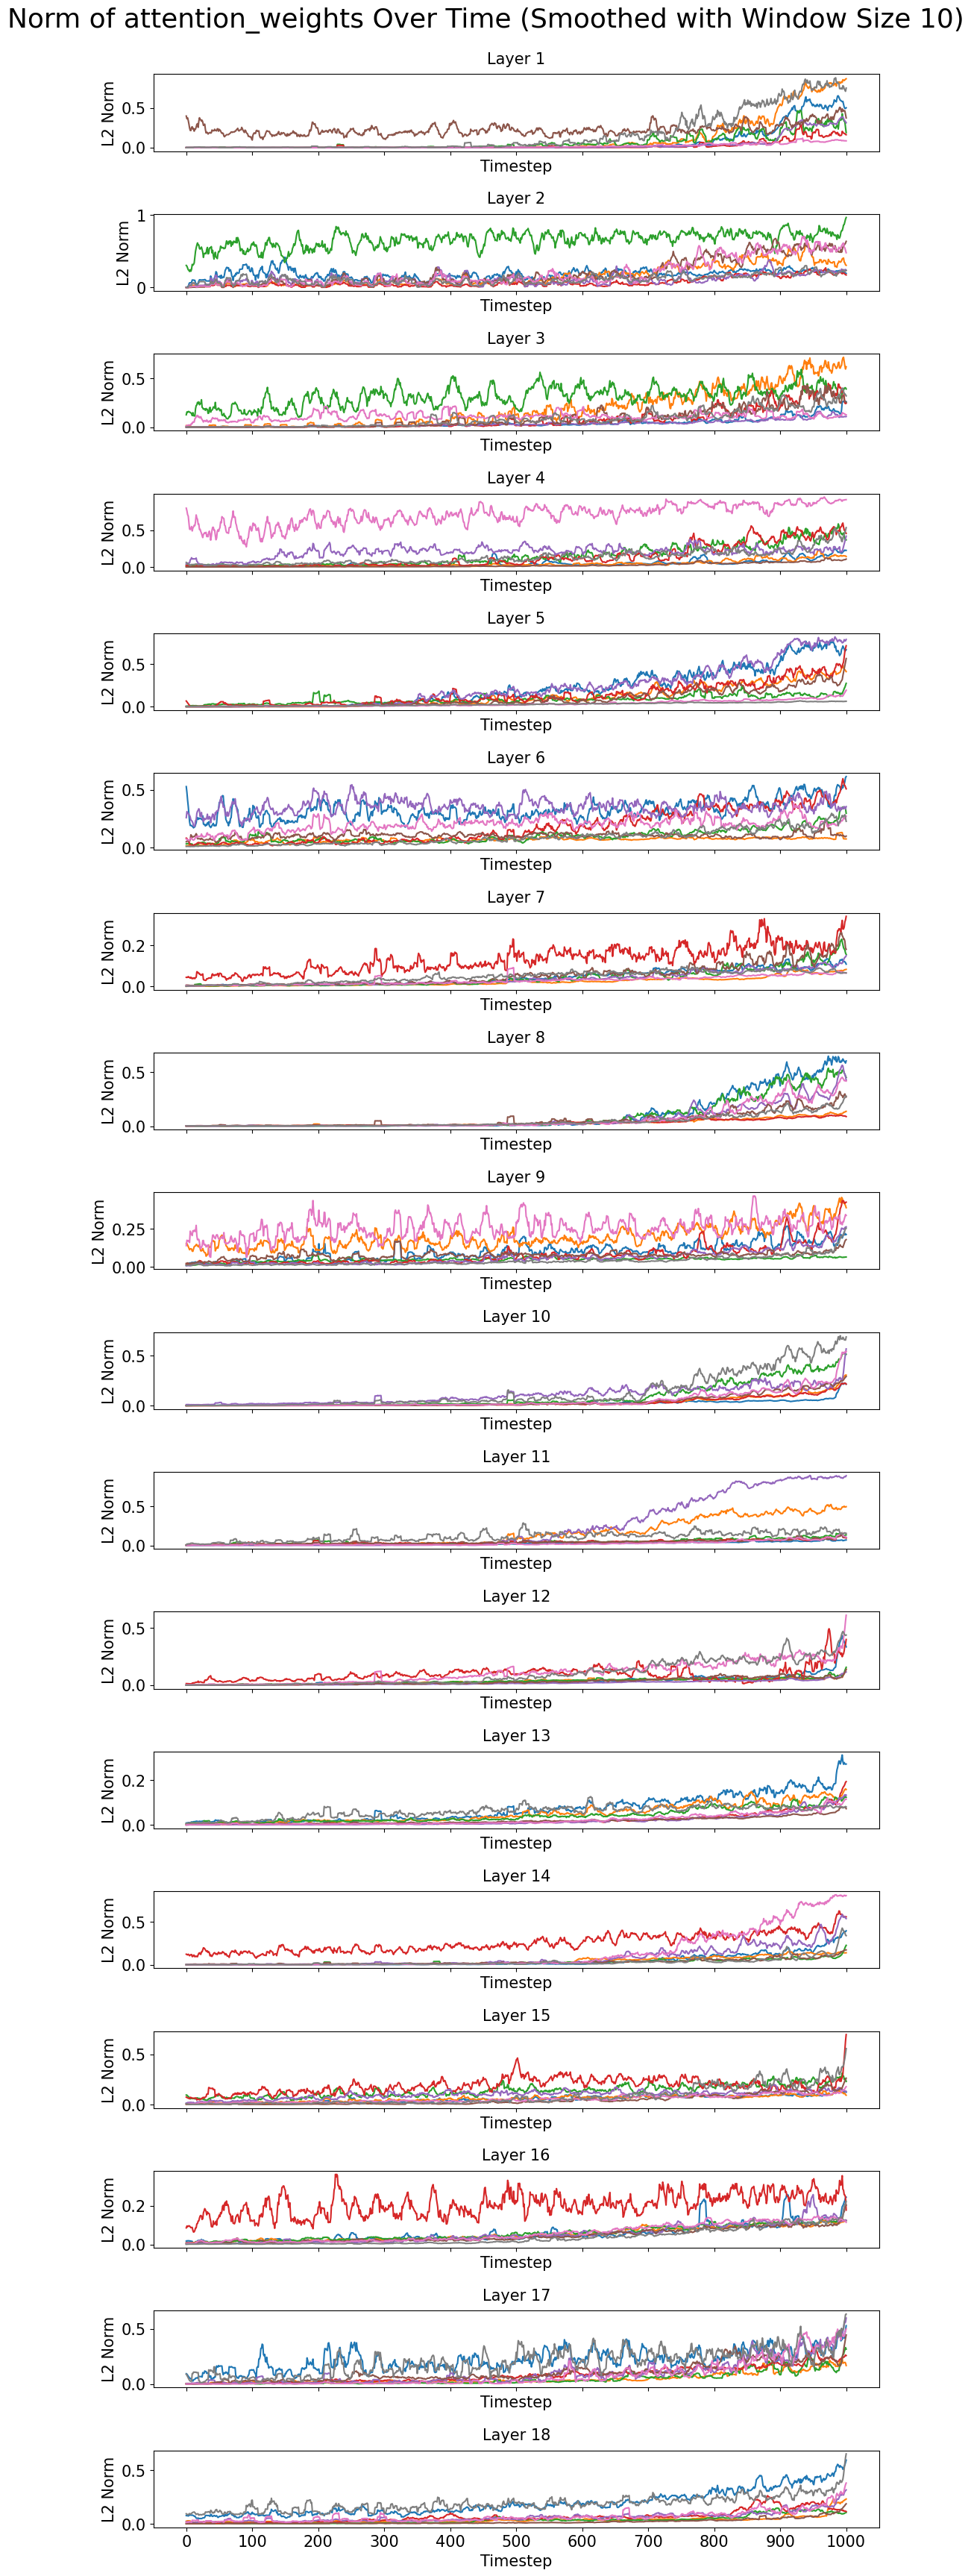 Norm of attention_weights Over Time (Smoothed with Window Size 10)
Layer 1
L2 Norm
0.5
0.0
Timestep
Layer 2
L2 Norm
1
0
Timestep
Layer 3
L2 Norm
0.5
0.0
Timestep
Layer 4
L2 Norm
0.5
0.0
Timestep
Layer 5
L2 Norm
0.5
0.0
Timestep
Layer 6
L2 Norm
0.5
0.0
Timestep
Layer 7
L2 Norm
0.2
0.0
Timestep
Layer 8
L2 Norm
0.5
0.0
Timestep
Layer 9
L2 Norm
0.25
0.00
Timestep
Layer 10
L2 Norm
0.5
0.0
Timestep
Layer 11
L2 Norm
0.5
0.0
Timestep
Layer 12
L2 Norm
0.5
0.0
Timestep
Layer 13
L2 Norm
0.2
0.0
Timestep
Layer 14
L2 Norm
0.5
0.0
Timestep
Layer 15
L2 Norm
0.5
0.0
Timestep
Layer 16
L2 Norm
0.2
0.0
Timestep
Layer 17
L2 Norm
0.5
0.0
Timestep
Layer 18
L2 Norm
0.5
0.0
0 100 200 300 400 500 600 700 800 900 1000
Timestep